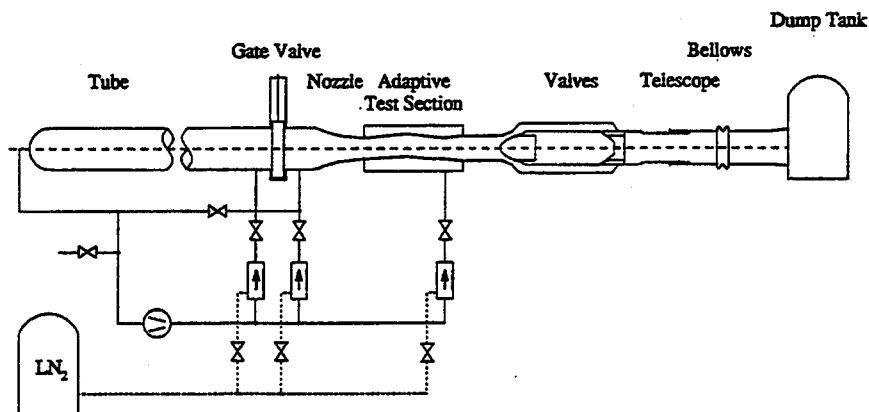 Dump Tank
Gate Valve
Bellows
Tube
Nozzle
Adaptive
Test Section
Valves
Telescope
LN2